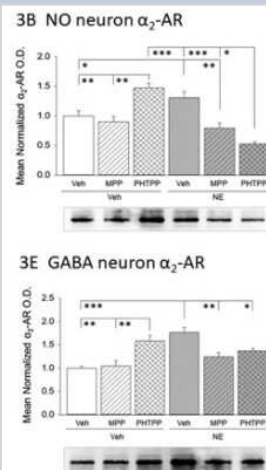 3B NO neuron α₂-AR
Mean Normalized α₂-AR O.D.
2.0
1.5
1.0
0.5
0.0
*** *** *
* **
** **
Veh MPP PHTPP Veh MPP PHTPP
Veh NE
3E GABA neuron α₂-AR
Mean Normalized α₂-AR O.D.
2.5
2.0
1.5
1.0
0.5
0.0
*** ** *
** **
Veh MPP PHTPP Veh MPP PHTPP
Veh NE